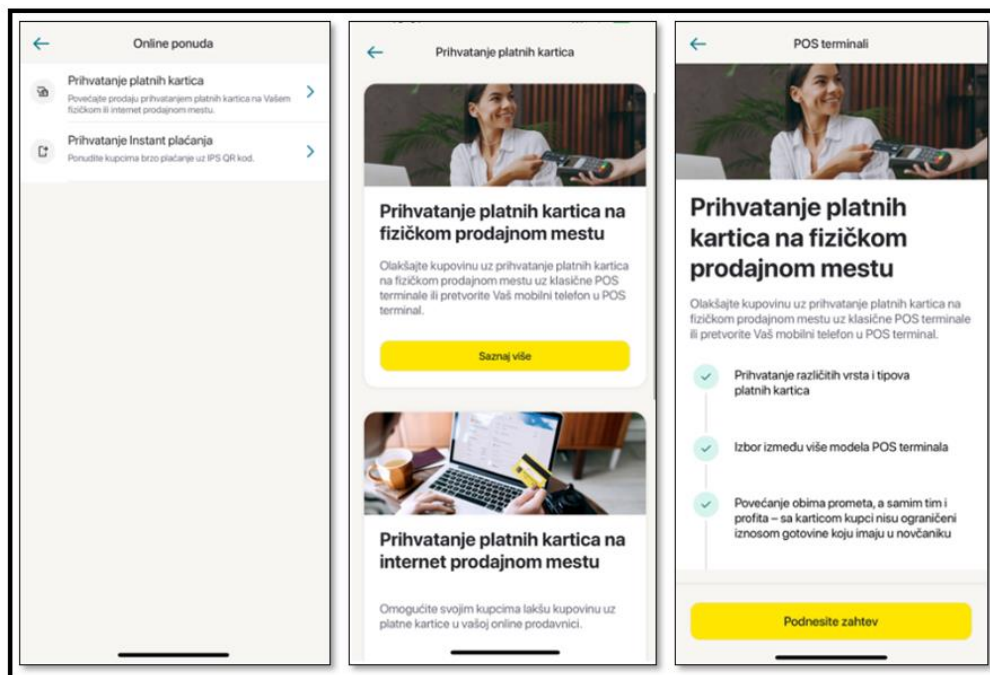 Online ponuda
Prihvatanje platnih kartica
Povećajte prodaju prihvatanjem platnih kartica na Vašem
fizičkom ili internet prodajnom mestu.
Prihvatanje Instant plaćanja
Ponudite kupcima brzo plaćanje uz IPS QR kod.
Prihvatanje platnih kartica
Prihvatanje platnih kartica na
fizičkom prodajnom mestu
Olakšajte kupovinu uz prihvatanje platnih kartica
na fizičkom prodajnom mestu uz klasične POS
terminale ili pretvorite Vaš mobilni telefon u POS
terminal.
Saznaj više
Prihvatanje platnih kartica na
internet prodajnom mestu
Omogućite svojim kupcima lakšu kupovinu uz
platne kartice u vašoj online prodavnici.
POS terminali
Prihvatanje platnih
kartica na fizičkom
prodajnom mestu
Olakšajte kupovinu uz prihvatanje platnih kartica na
fizičkom prodajnom mestu uz klasične POS terminale
ili pretvorite Vaš mobilni telefon u POS terminal.
Prihvatanje različitih vrsta i tipova
platnih kartica
Izbor između više modela POS terminala
Povećanje obima prometa, a samim tim i
profita – sa karticom kupci nisu ograničeni
iznosom gotovine koju imaju u novčaniku
Podnesite zahtev